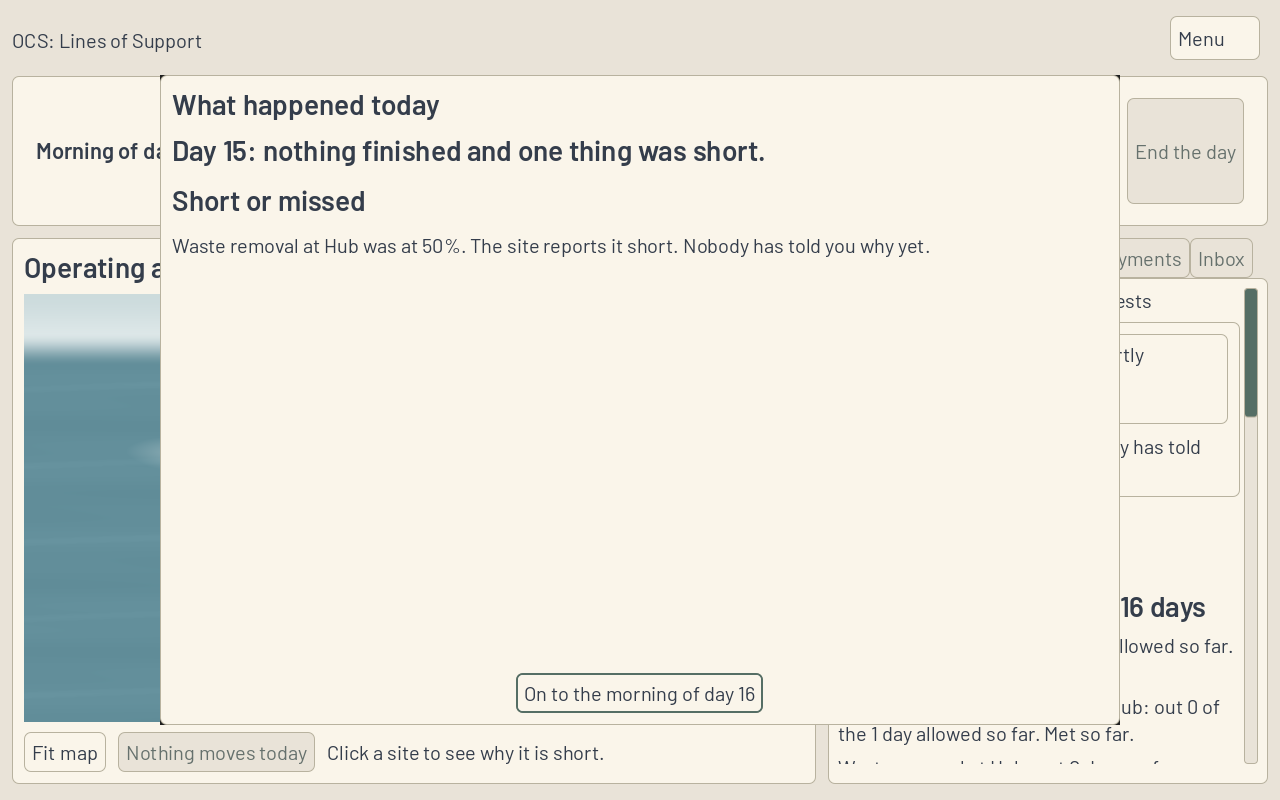 OCS: Lines of Support
Menu
Morning of
What happened today
Day 15: nothing finished and one thing was short.
Short or missed
Waste removal at Hub was at 50%. The site reports it short. Nobody has told you why yet.
On to the morning of day 16
End the day
Operating
Inbox
y has told
16 days
llowed so far.
ub: out 0 of
the 1 day allowed so far. Met so far.
Fit map
Nothing moves today
Click a site to see why it is short.